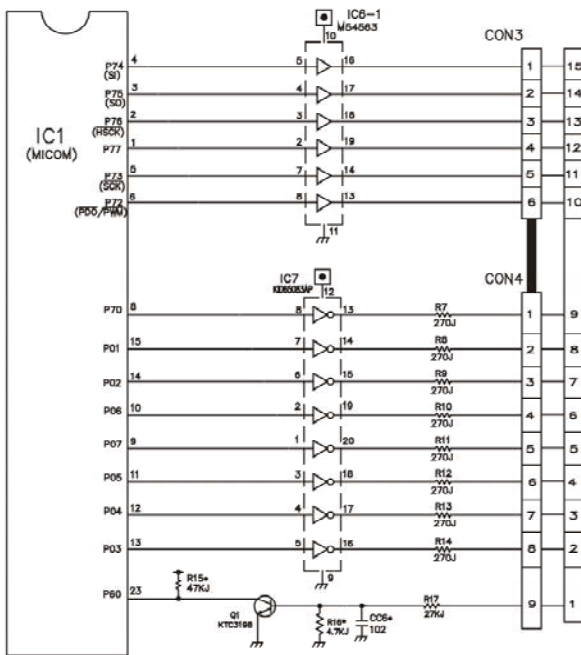 IC6-1
M54563
10
CON3
P74 4 5 16 1 15
(SI)
P75 3 4 17 2 14
(SO)
P76 2 3 18 3 13
(HSCK)
IC1
(MICOM)
P77 1 2 19 4 12
P73 5 7 14 5 11
(SCK)
P72 6 8 13 6 10
(PDO/PWM)
11
IC7
KID65083AP
12
CON4
P70 8 8 13 R7 1 9
270J
P01 15 7 14 R8 2 8
270J
P02 14 6 15 R9 3 7
270J
P06 10 2 19 R10 4 6
270J
P07 9 1 20 R11 5 5
270J
P05 11 3 18 R12 6 4
270J
P04 12 4 17 R13 7 3
270J
P03 13 5 16 R14 8 2
270J
9
R15*
47KJ
P60 23 R17 9 1
27KJ
Q1
KTC3198
R16*
4.7KJ
CC6*
102